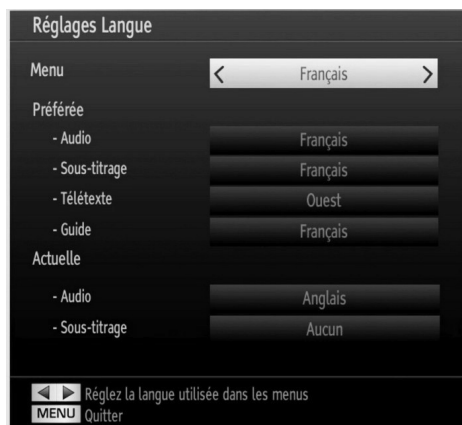 Réglages Langue
Menu Français
Préférée
- Audio Français
- Sous-titrage Français
- Télétexte Ouest
- Guide Français
Actuelle
- Audio Anglais
- Sous-titrage Aucun
Réglez la langue utilisée dans les menus
MENU Quitter